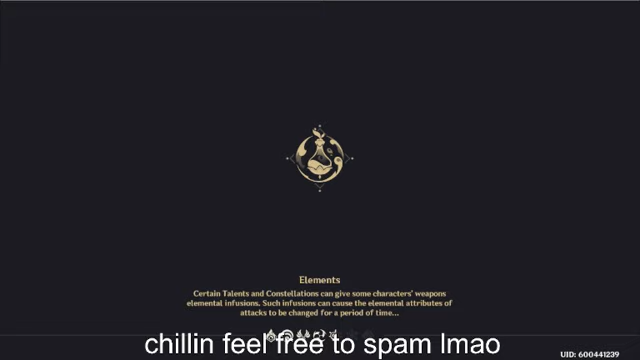 Elements
Certain Talents and Constellations can give some characters' weapons
elemental infusions. Such infusions can cause the elemental attributes of
attacks to be changed for a period of time...
chillin feel free to spam lmao
UID: 600441239